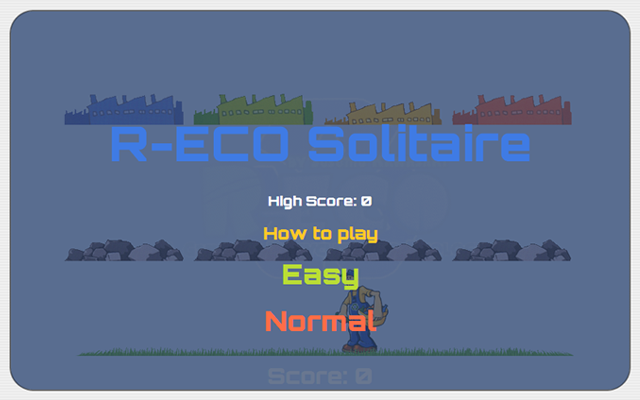 R-ECO Solitaire
High Score: 0
How to play
Easy
Normal
Score: 0